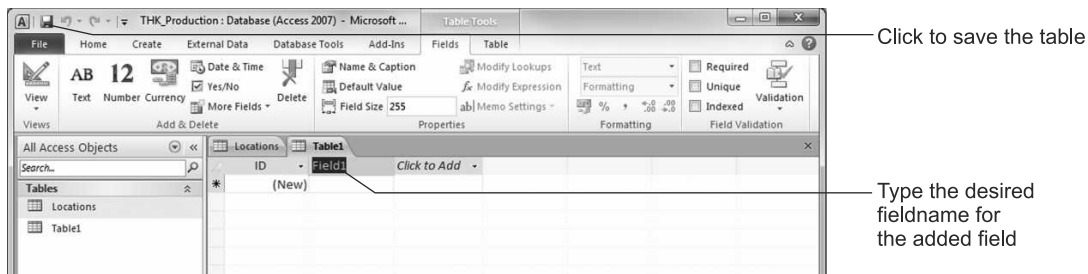 THK_Production : Database (Access 2007) - Microsoft ...
Table Tools
Click to save the table
File Home Create External Data Database Tools Add-Ins Fields Table
View
Views
AB Text
12 Number
Currency
Date & Time
Yes/No
More Fields
Delete
Add & Delete
Name & Caption
Default Value
Field Size 255
Modify Lookups
fx Modify Expression
ab| Memo Settings
Properties
Text
Formatting
% , .00 .00
Formatting
Required
Unique
Indexed
Validation
Field Validation
All Access Objects
Search...
Tables
Locations
Table1
Locations Table1
ID Field1 Click to Add
(New)
Type the desired
fieldname for
the added field